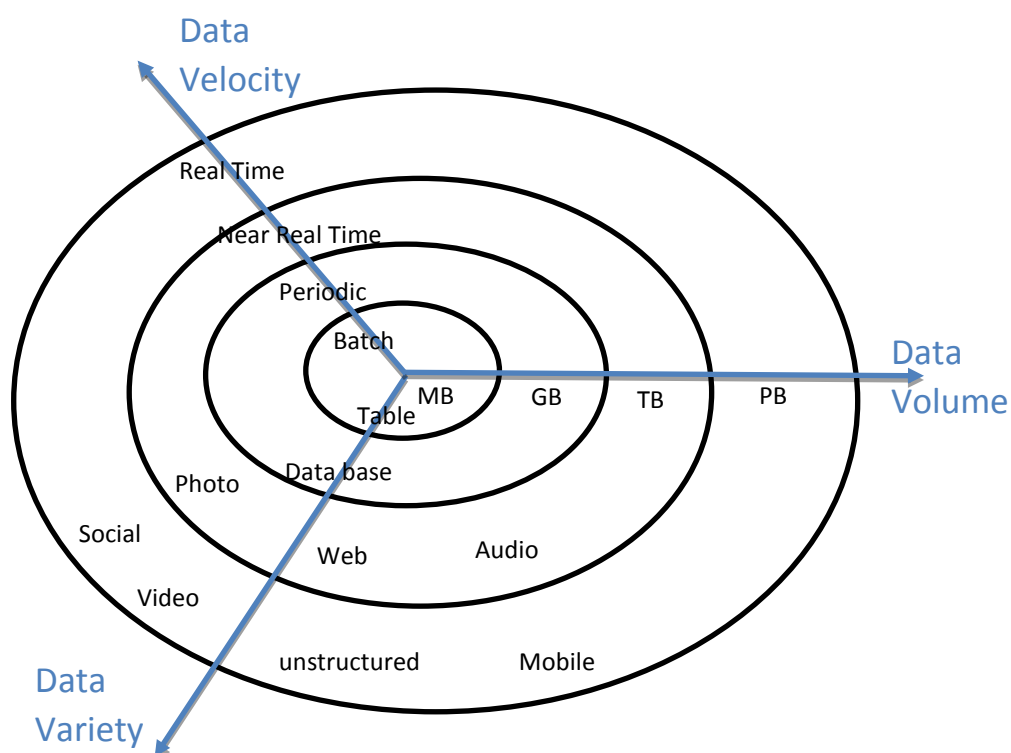 Data
Velocity
Real Time
Near Real Time
Periodic
Batch
Data
Volume
MB
GB
TB
PB
Table
Data base
Photo
Social
Web
Audio
Video
unstructured
Mobile
Data
Variety